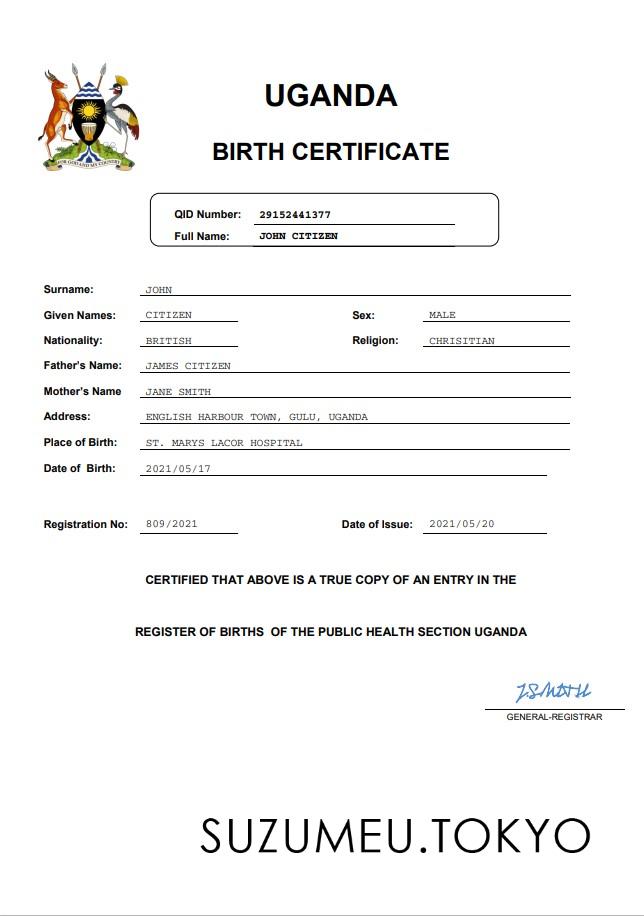 UGANDA
BIRTH CERTIFICATE
QID Number: 29152441377
Full Name: JOHN CITIZEN
Surname: JOHN
Given Names: CITIZEN Sex: MALE
Nationality: BRITISH Religion: CHRISITIAN
Father's Name: JAMES CITIZEN
Mother's Name JANE SMITH
Address: ENGLISH HARBOUR TOWN, GULU, UGANDA
Place of Birth: ST. MARYS LACOR HOSPITAL
Date of Birth: 2021/05/17
Registration No: 809/2021 Date of Issue: 2021/05/20
CERTIFIED THAT ABOVE IS A TRUE COPY OF AN ENTRY IN THE
REGISTER OF BIRTHS OF THE PUBLIC HEALTH SECTION UGANDA
J.SMITH
GENERAL-REGISTRAR
SUZUMEU.TOKYO
FOR GOD AND MY COUNTRY